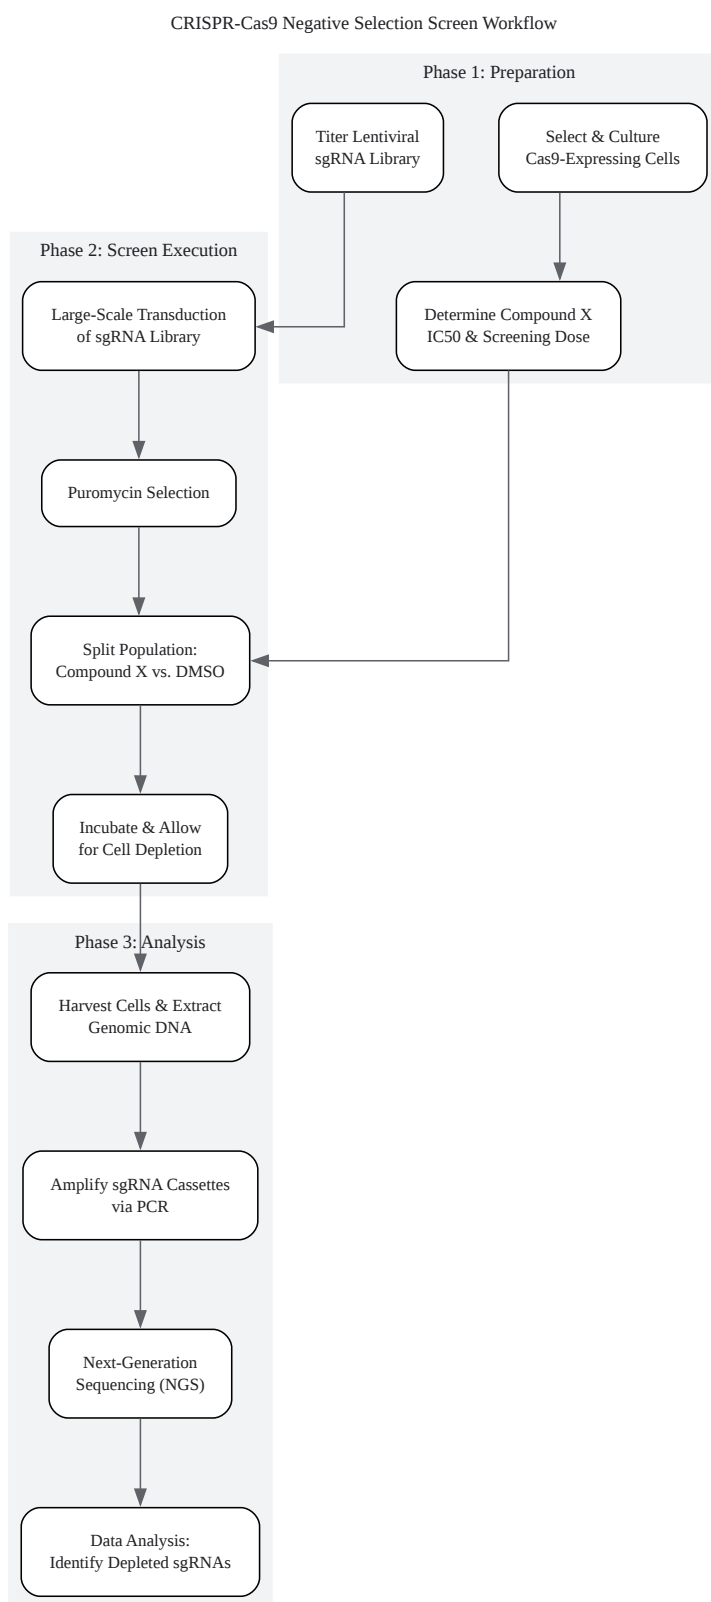 CRISPR-Cas9 Negative Selection Screen Workflow
Phase 1: Preparation
Titer Lentiviral
sgRNA Library
Select & Culture
Cas9-Expressing Cells
Determine Compound X
IC50 & Screening Dose
Phase 2: Screen Execution
Large-Scale Transduction
of sgRNA Library
Puromycin Selection
Split Population:
Compound X vs. DMSO
Incubate & Allow
for Cell Depletion
Phase 3: Analysis
Harvest Cells & Extract
Genomic DNA
Amplify sgRNA Cassettes
via PCR
Next-Generation
Sequencing (NGS)
Data Analysis:
Identify Depleted sgRNAs